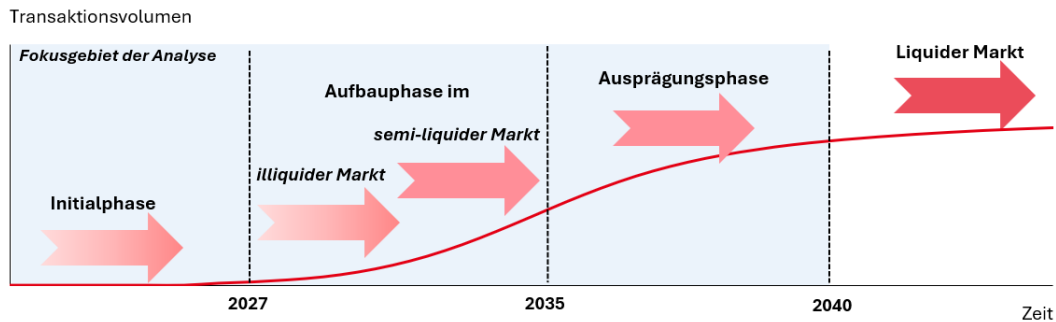 Transaktionsvolumen
Fokusgebiet der Analyse
Liquider Markt
Ausprägungsphase
Aufbauphase im
semi-liquider Markt
illiquider Markt
Initialphase
2027
2035
2040
Zeit